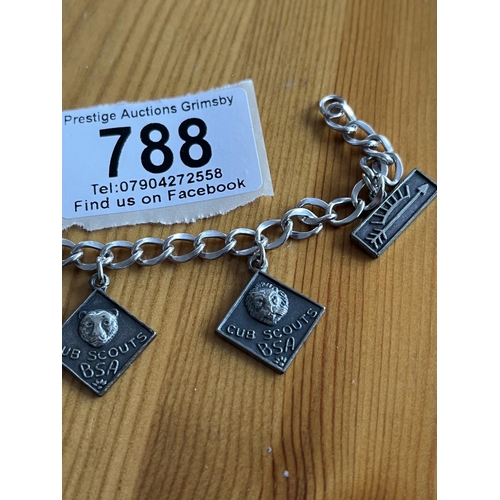 Prestige Auctions Grimsby
788
Tel:07904272558
Find us on Facebook
CUB SCOUTS
BSA
CUB SCOUTS
BSA